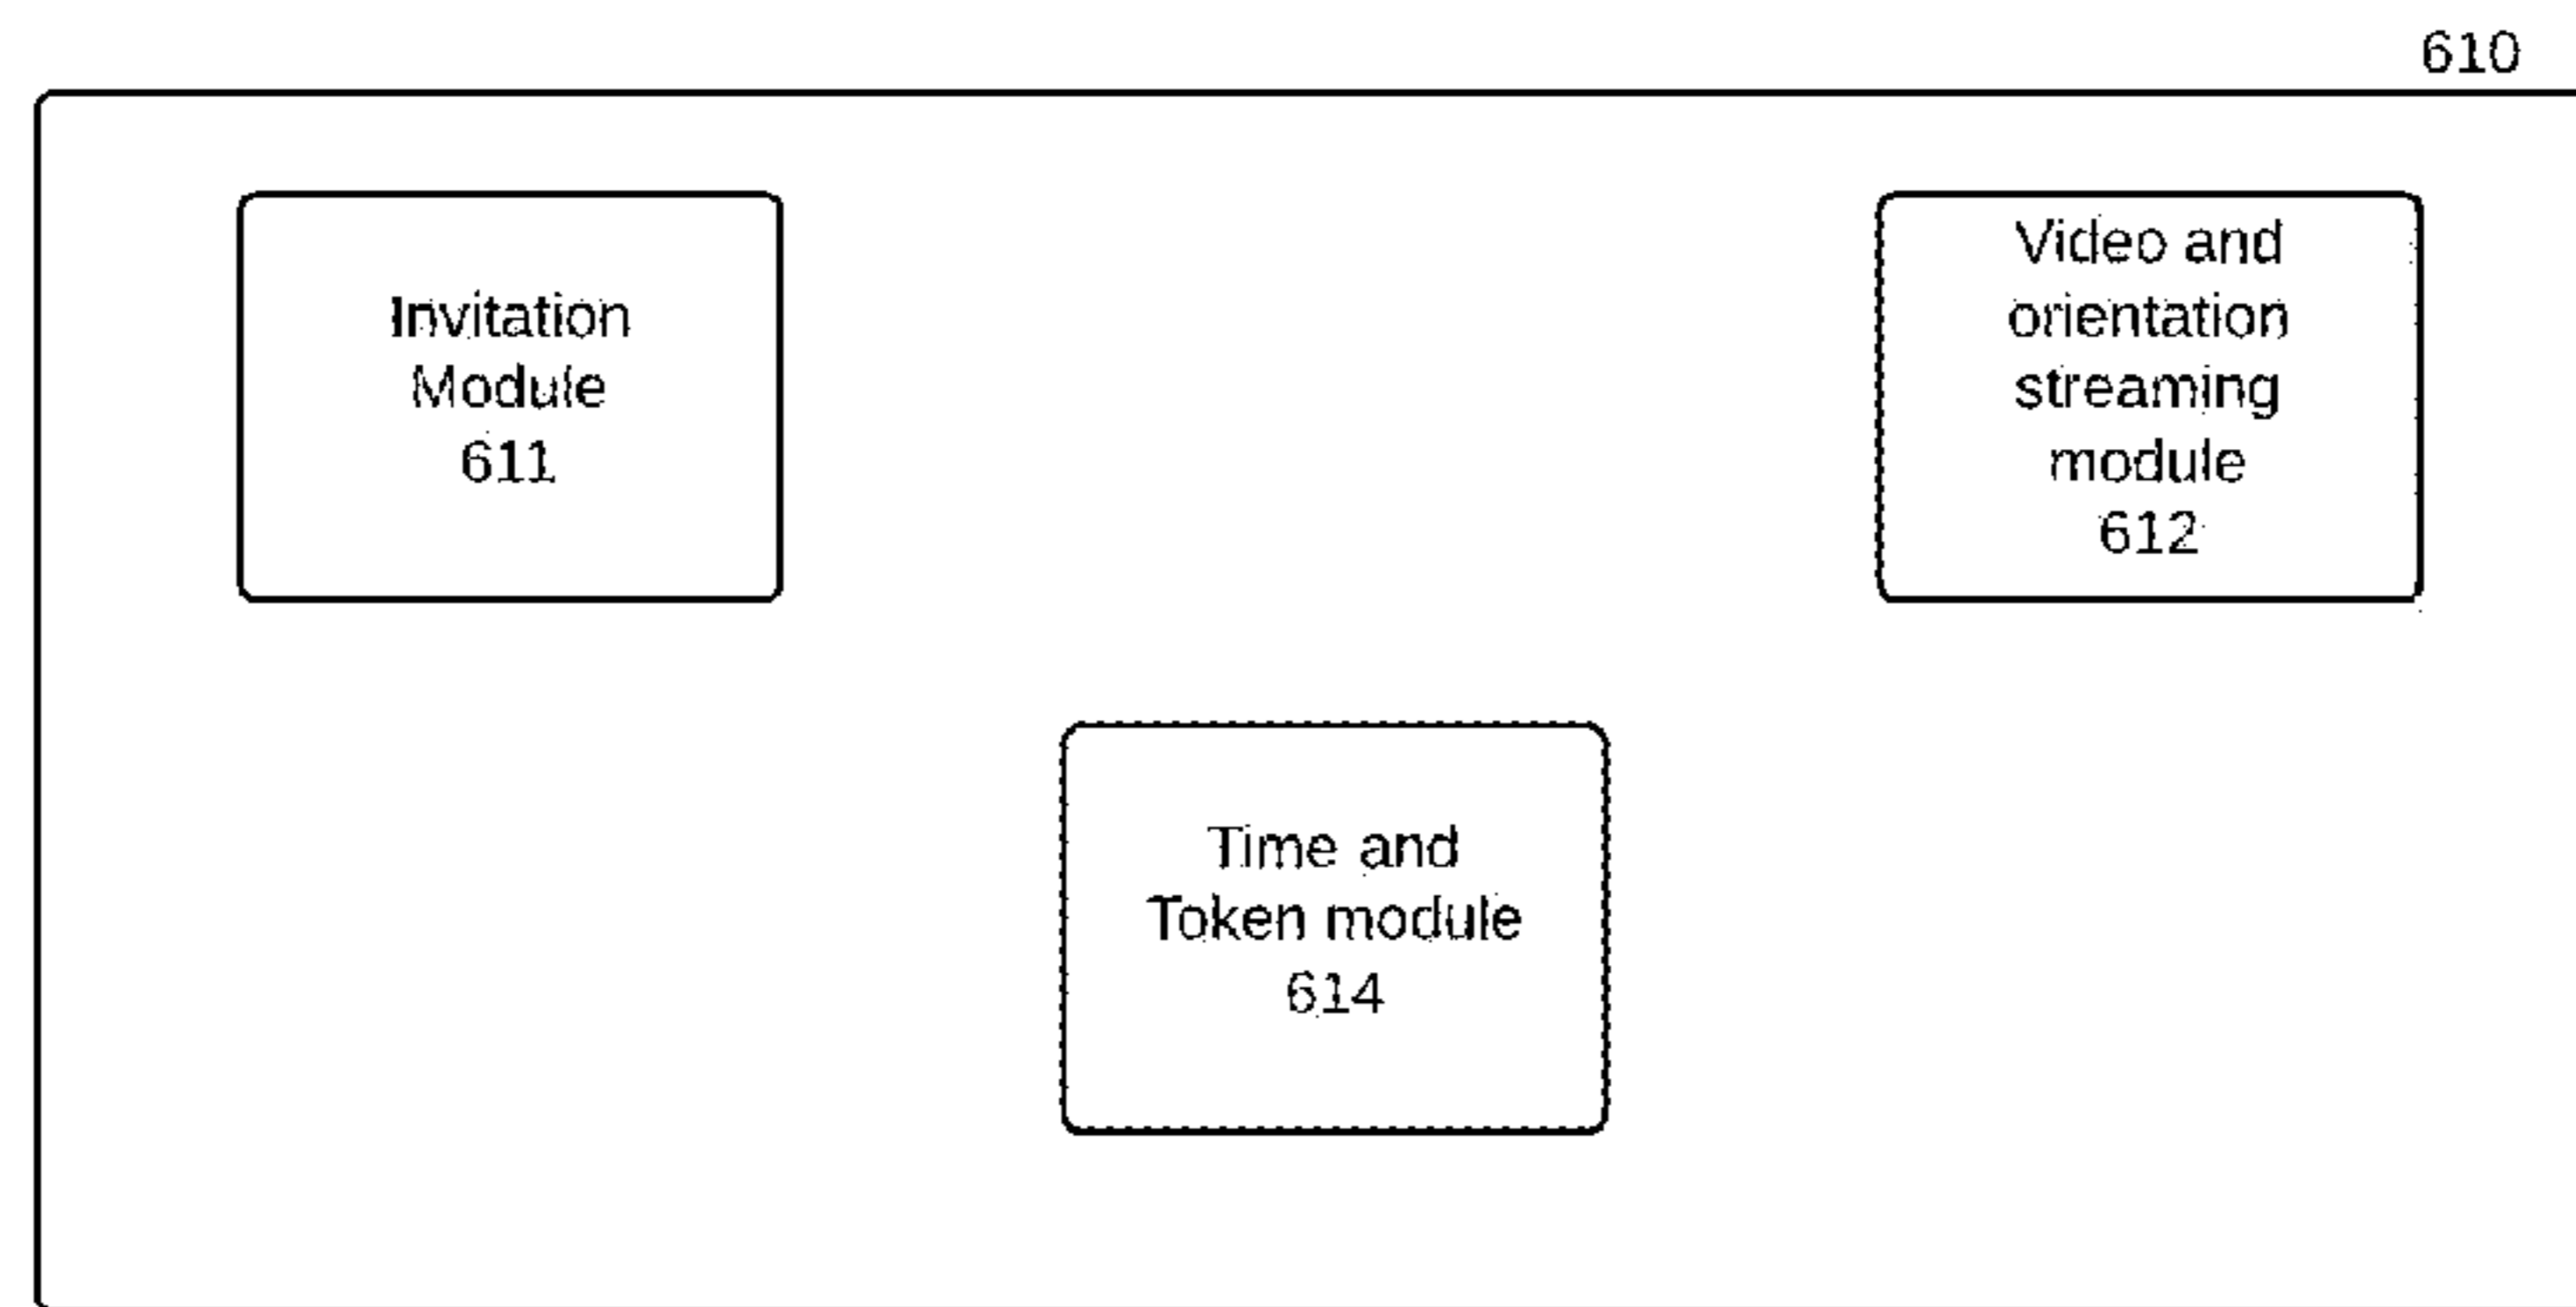 610
Invitation
Module
611
Video and
orientation
streaming
module
612
Time and
Token module
614